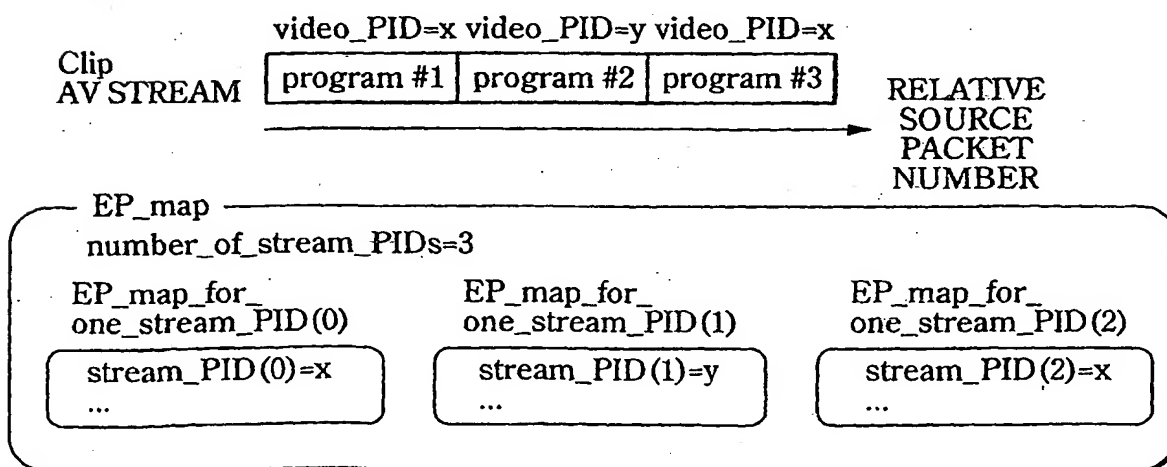 video_PID=x video_PID=y video_PID=x
Clip
AV STREAM
program #1 program #2 program #3
RELATIVE
SOURCE
PACKET
NUMBER
EP_map
number_of_stream_PIDs=3
EP_map_for_
one_stream_PID(0)
stream_PID(0)=x
...
EP_map_for_
one_stream_PID(1)
stream_PID(1)=y
...
EP_map_for_
one_stream_PID(2)
stream_PID(2)=x
...